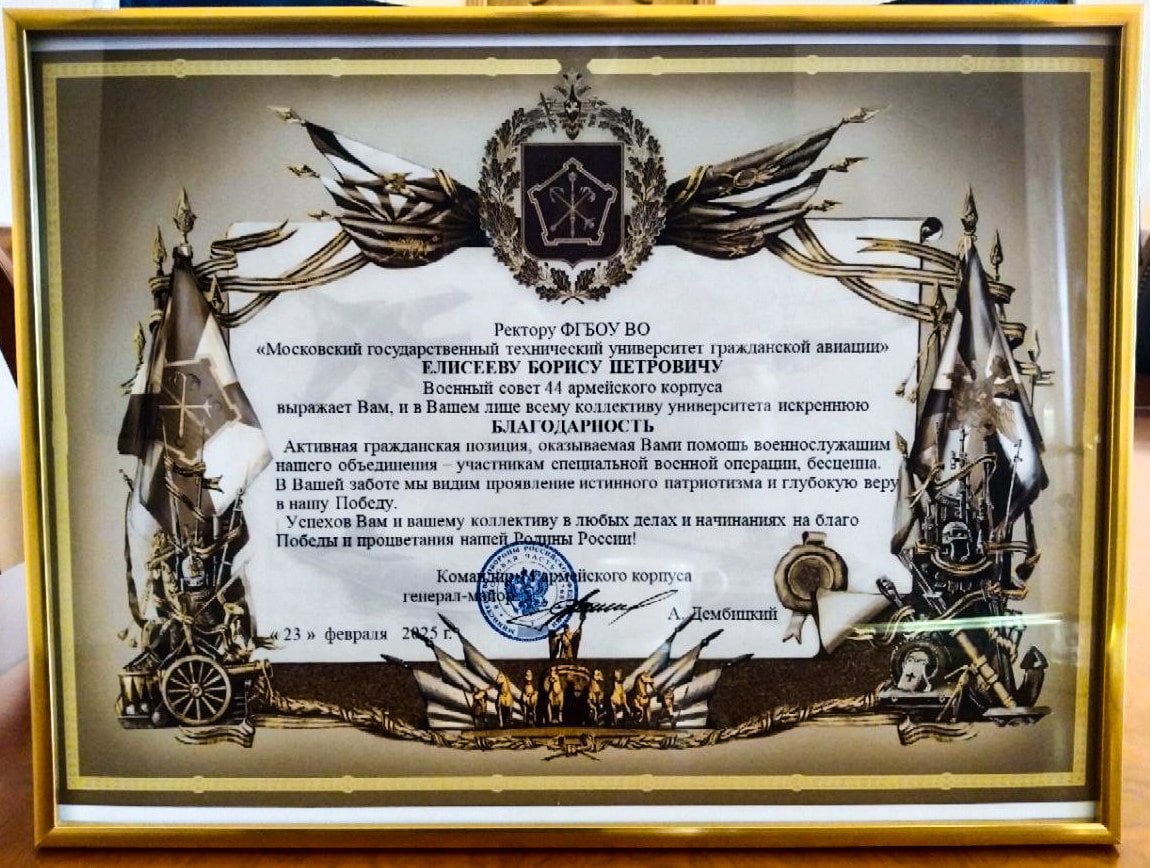 Ректору ФГБОУ ВО
«Московский государственный технический университет гражданской авиации»
ЕЛИСЕЕВУ БОРИСУ ПЕТРОВИЧУ
Военный совет 44 армейского корпуса
выражает Вам, и в Вашем лице всему коллективу университета искреннюю
БЛАГОДАРНОСТЬ
Активная гражданская позиция, оказываемая Вами помощь военнослужащим
нашего объединения – участникам специальной военной операции, бесценна.
В Вашей заботе мы видим проявление истинного патриотизма и глубокую веру
в нашу Победу.
Успехов Вам и вашему коллективу в любых делах и начинаниях на благо
Победы и процветания нашей Родины России!
Командир 44 армейского корпуса
генерал-майор
А. Дембицкий
« 23 » февраля 2025 г.